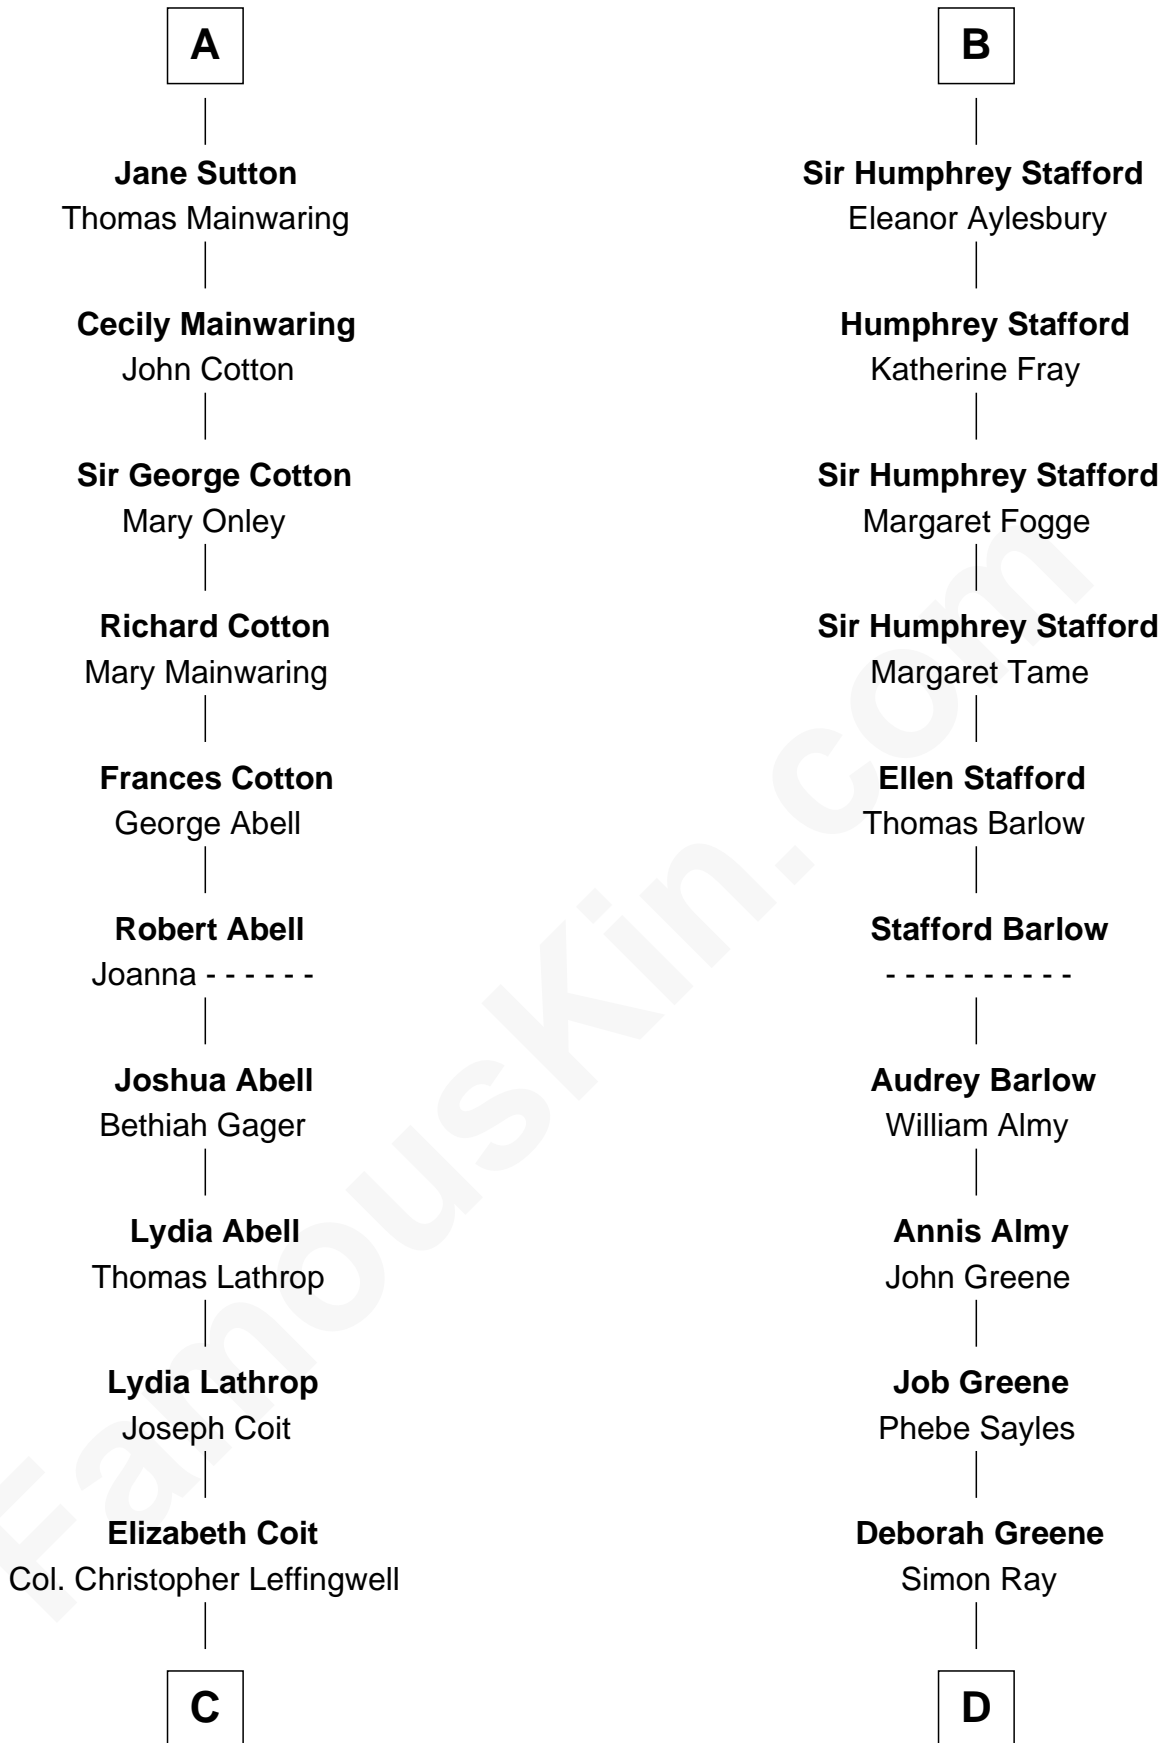 A
Jane Sutton
Thomas Mainwaring
Cecily Mainwaring
John Cotton
Sir George Cotton
Mary Onley
Richard Cotton
Mary Mainwaring
Frances Cotton
George Abell
Robert Abell
Joanna - - - - - -
Joshua Abell
Bethiah Gager
Lydia Abell
Thomas Lathrop
Lydia Lathrop
Joseph Coit
Elizabeth Coit
Col. Christopher Leffingwell
C
B
Sir Humphrey Stafford
Eleanor Aylesbury
Humphrey Stafford
Katherine Fray
Sir Humphrey Stafford
Margaret Fogge
Sir Humphrey Stafford
Margaret Tame
Ellen Stafford
Thomas Barlow
Stafford Barlow
- - - - - - - - - -
Audrey Barlow
William Almy
Annis Almy
John Greene
Job Greene
Phebe Sayles
Deborah Greene
Simon Ray
D
FamousKin.com